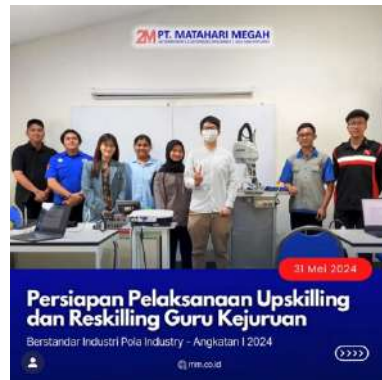 2M PT. MATAHARI MEGAH
31 Mei 2024
Persiapan Pelaksanaan Upskilling
dan Reskilling Guru Kejuruan
Berstandar Industri Pola Industry - Angkatan I 2024
mm.co.id